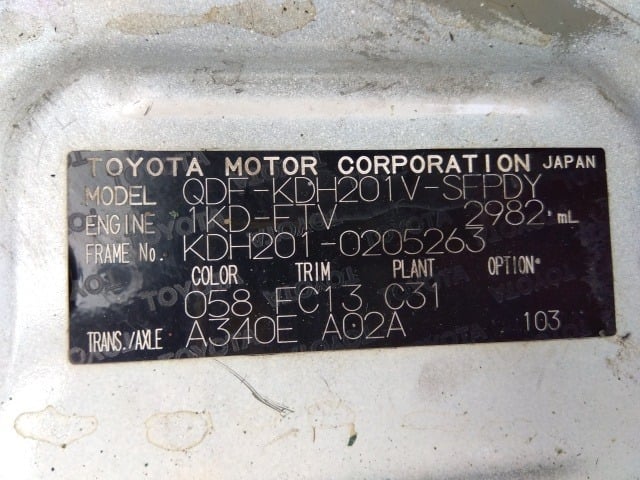 TOYOTA MOTOR CORPORATION JAPAN
MODEL QDF-KDH201V-SFPDY
ENGINE 1KD-FTV 2982 mL
FRAME No. KDH201-0205263
COLOR TRIM PLANT OPTION*
058 FC13 C31
TRANS./AXLE A340E A02A 103